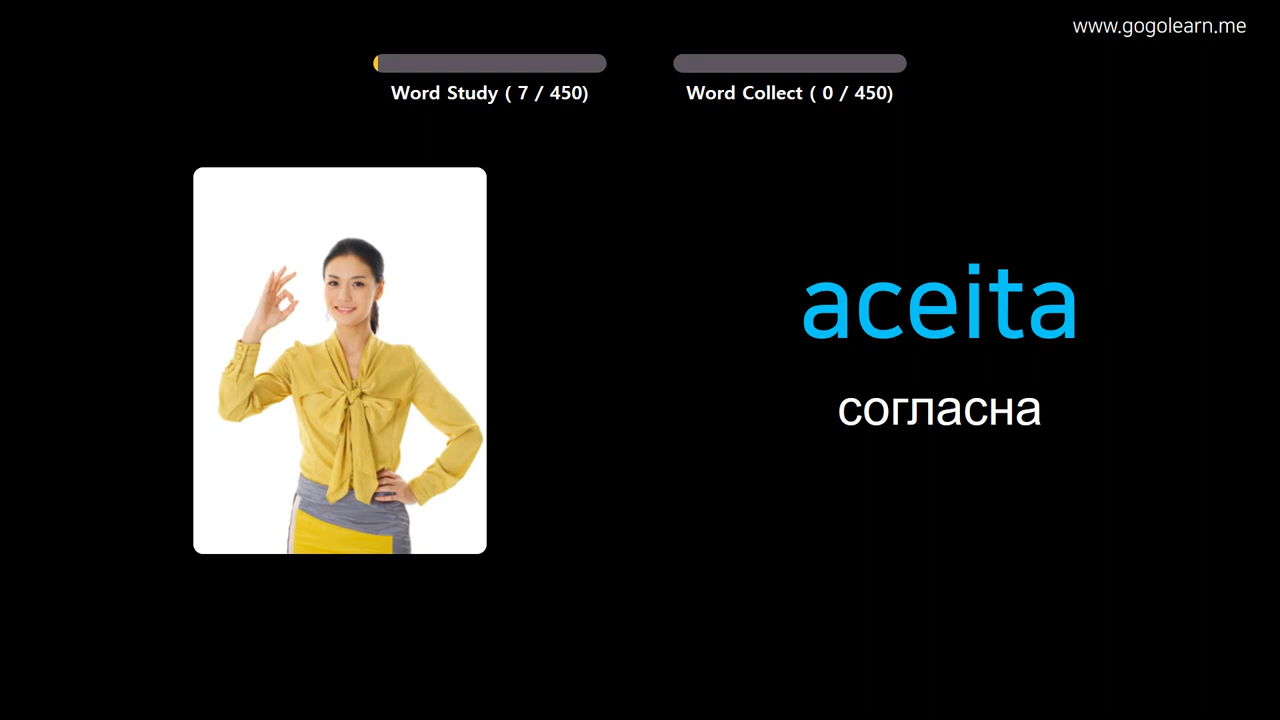 www.gogolearn.me
Word Study ( 7 / 450)
Word Collect ( 0 / 450)
aceita
согласна